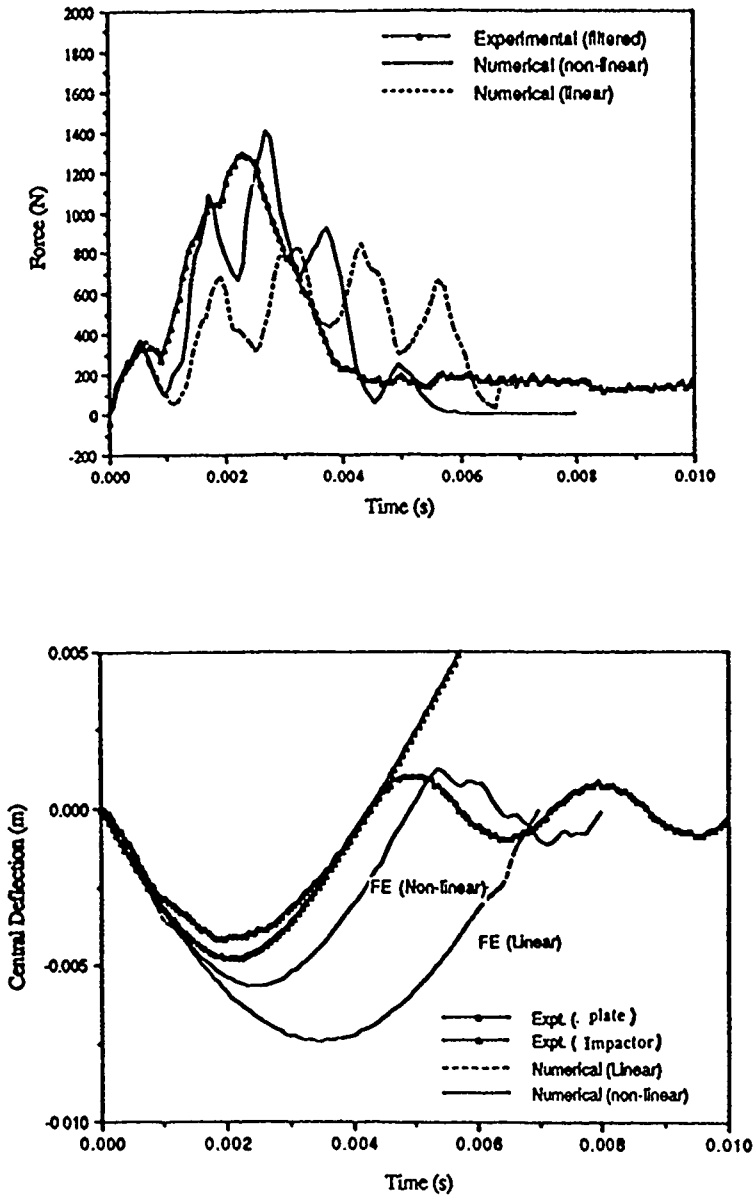 2000
1800
1600
1400
1200
1000
800
600
400
200
0
-200
Force (N)
Experimental (filtered)
Numerical (non-linear)
Numerical (linear)
0.000
0.002
0.004
0.006
0.008
0.010
Time (s)
0.005
0.000
-0.005
-0 010
Central Deflection (m)
FE (Non-linear)
FE (Linear)
Expt. (. plate)
Expt. ( Impactor)
Numerical (Linear)
Numerical (non-linear)
0.000
0.002
0.004
0.006
0.008
0.010
Time (s)